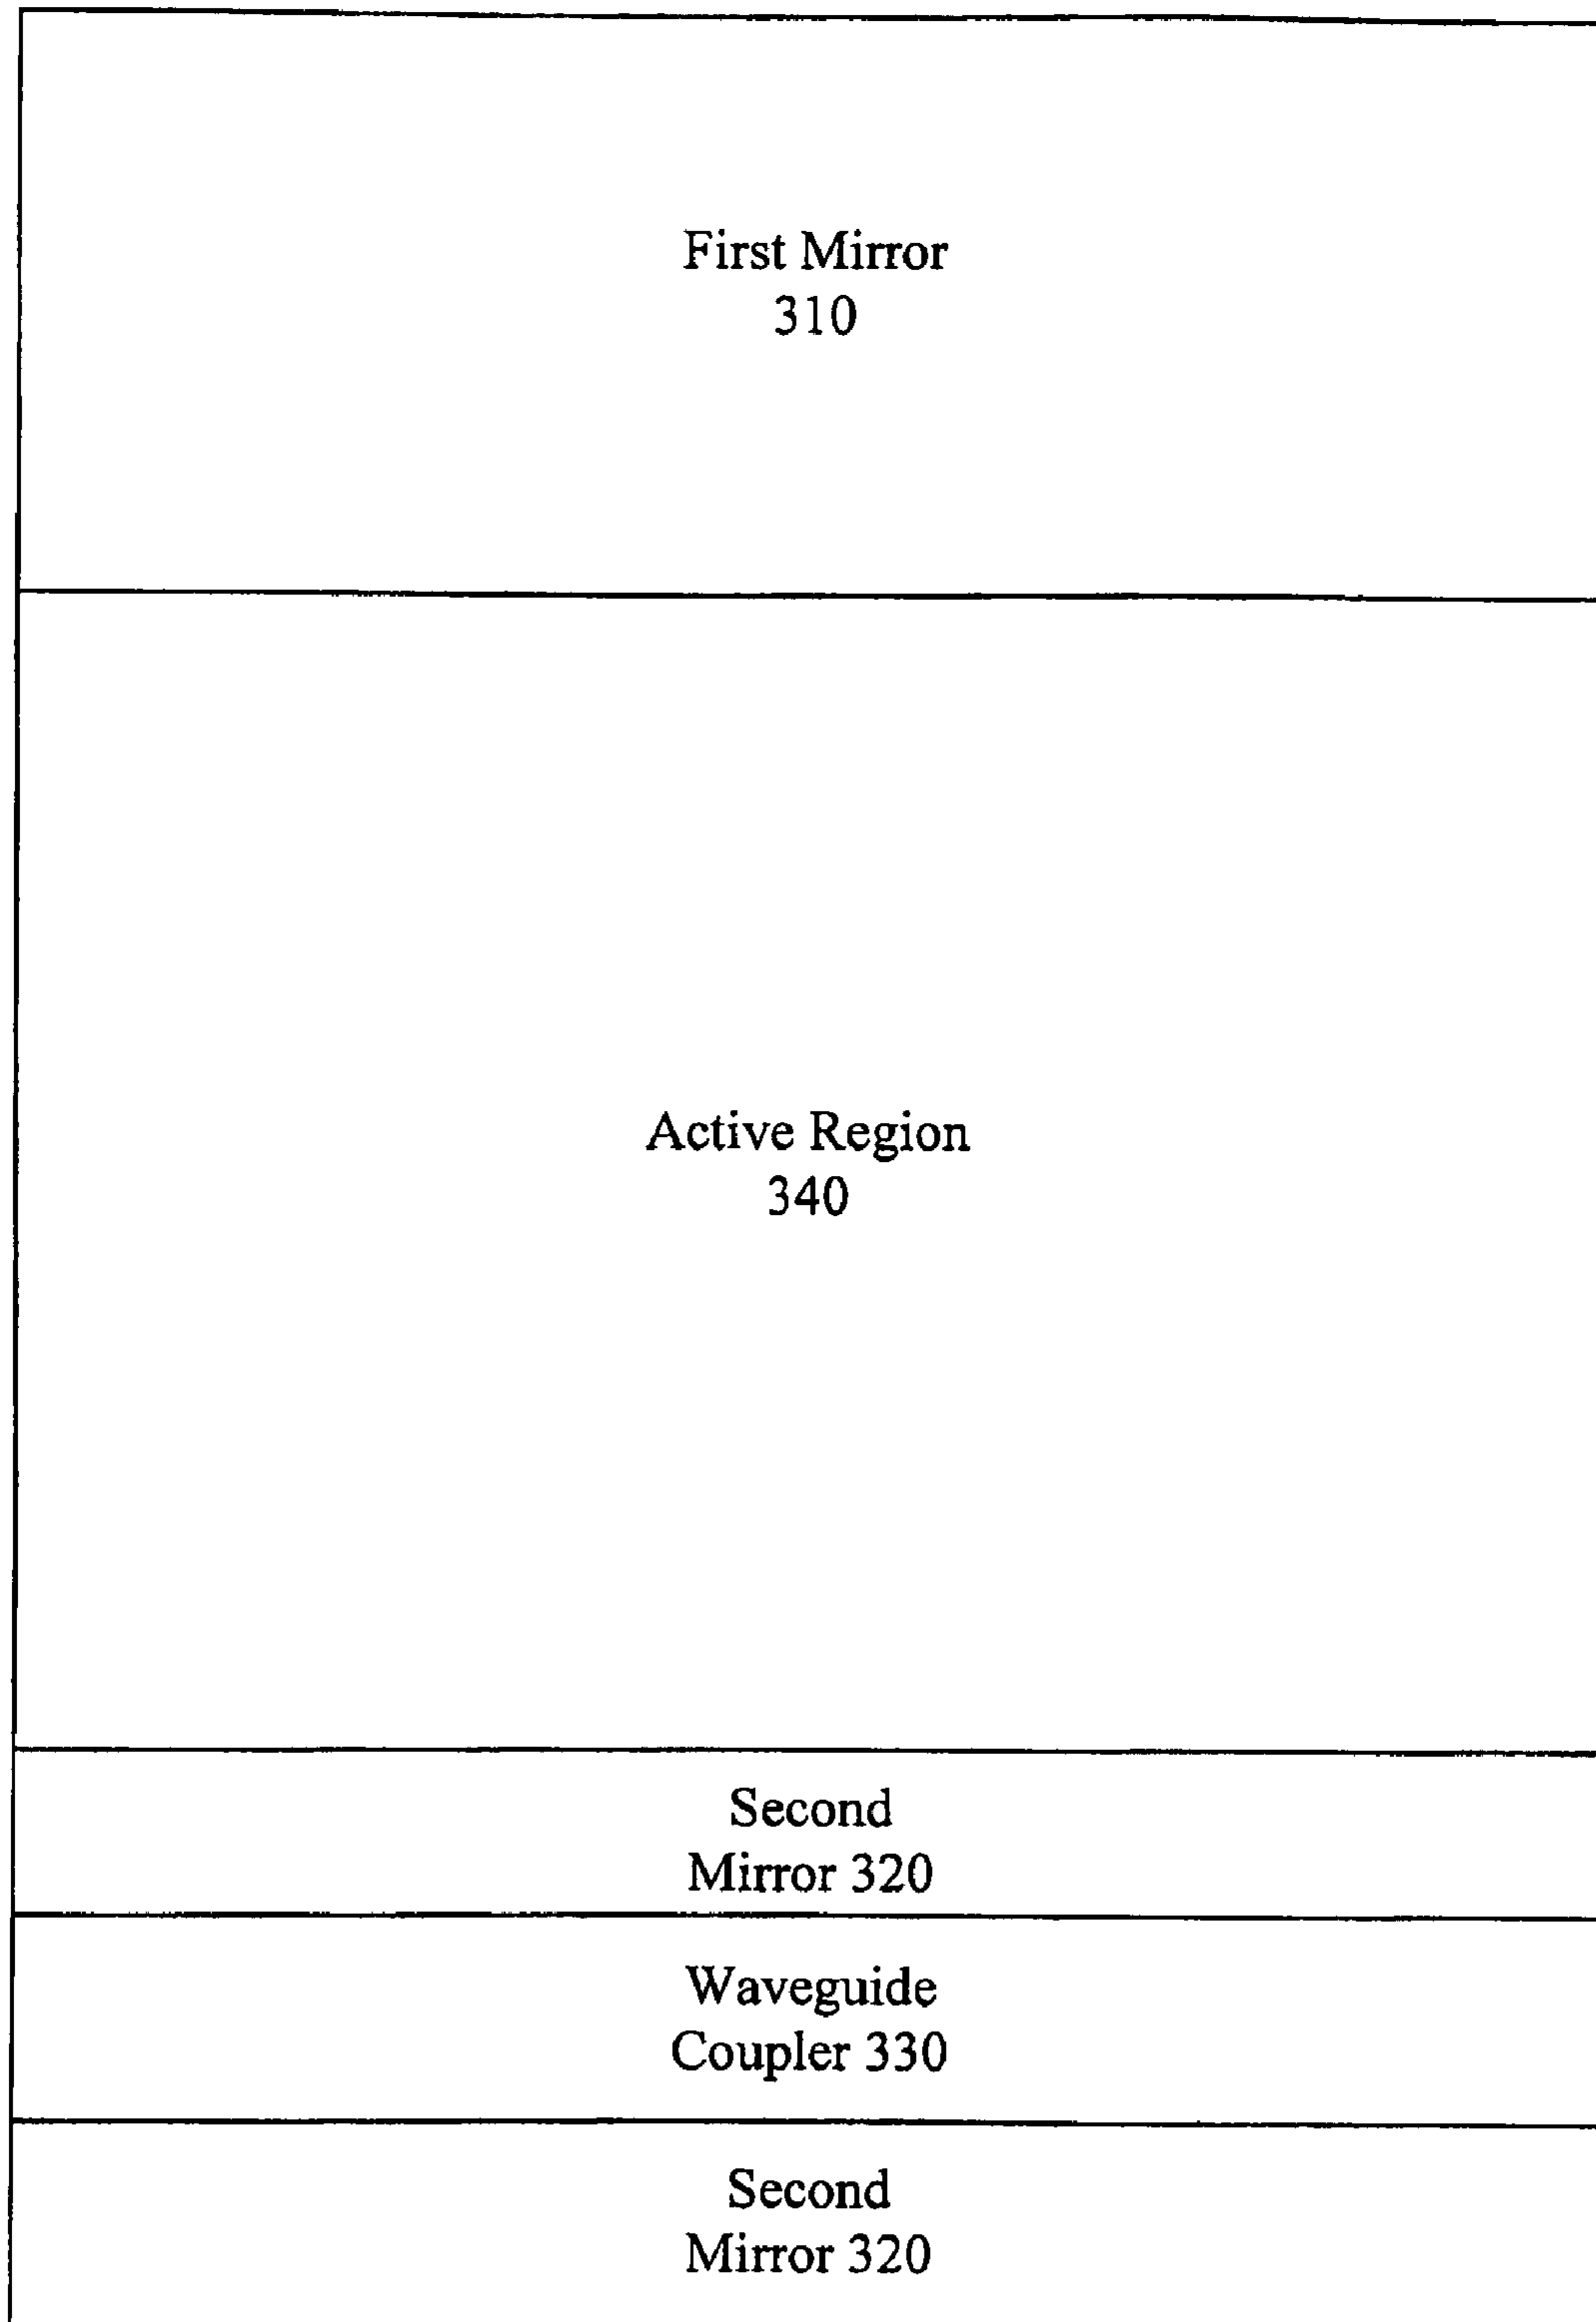 First Mirror
310
Active Region
340
Second
Mirror 320
Waveguide
Coupler 330
Second
Mirror 320